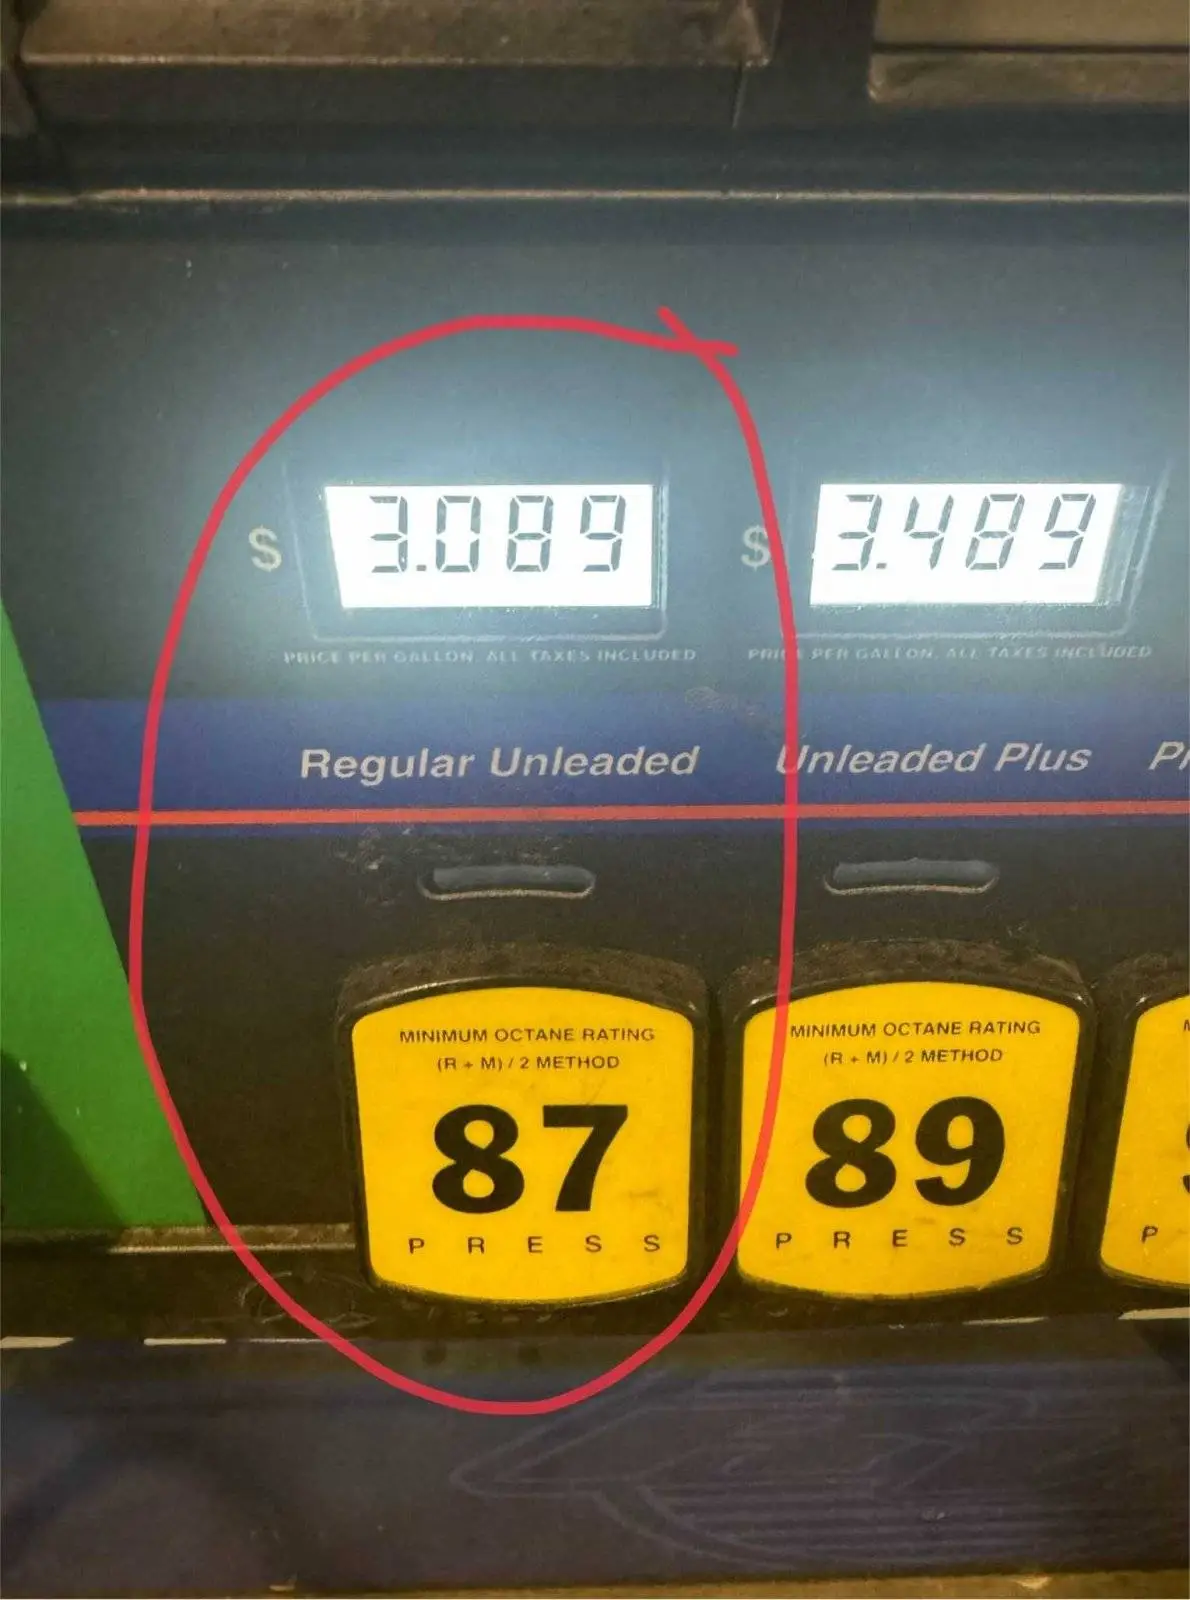 $ 3.089 $ 3.489
PRICE PER GALLON. ALL TAXES INCLUDED PRICE PER GALLON. ALL TAXES INCLUDED
Regular Unleaded Unleaded Plus
MINIMUM OCTANE RATING
(R + M) / 2 METHOD
87
PRESS
MINIMUM OCTANE RATING
(R + M) / 2 METHOD
89
PRESS